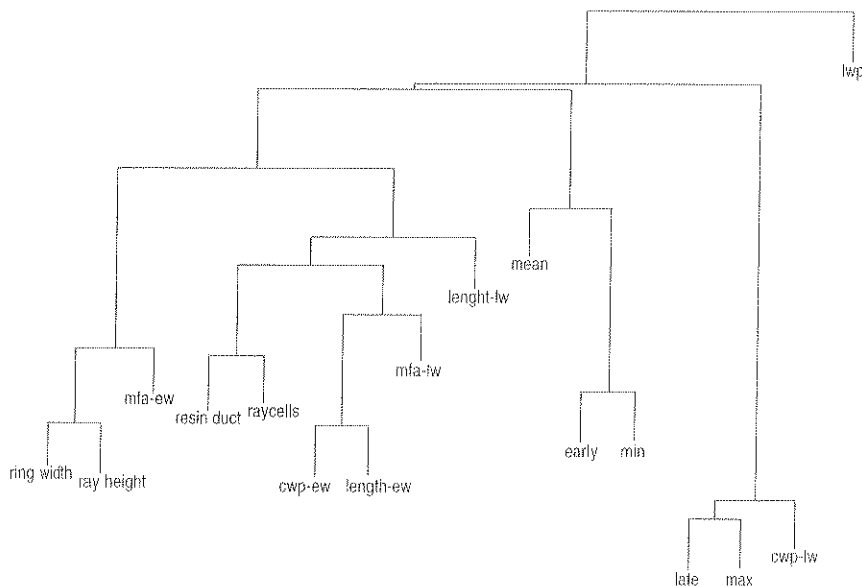 lwp
mean
lenght-lw
mfa-lw
mfa-ew
resin duct
raycells
ring width
ray height
early
min
cwp-ew
length-ew
cwp-lw
late
max